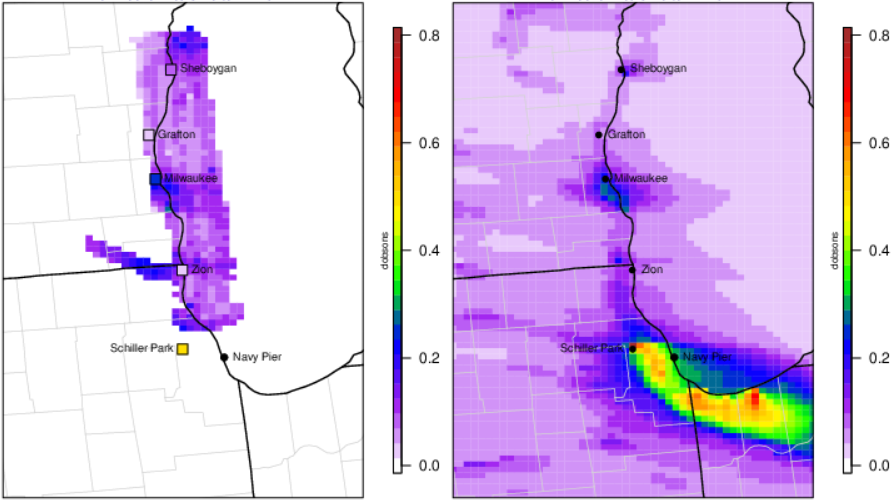 Sheboygan
Grafton
Milwaukee
Zion
Schiller Park
Navy Pier
0.8
0.6
0.4
0.2
0.0
dobsons
Sheboygan
Grafton
Milwaukee
Zion
Schiller Park
Navy Pier
0.8
0.6
0.4
0.2
0.0
dobsons